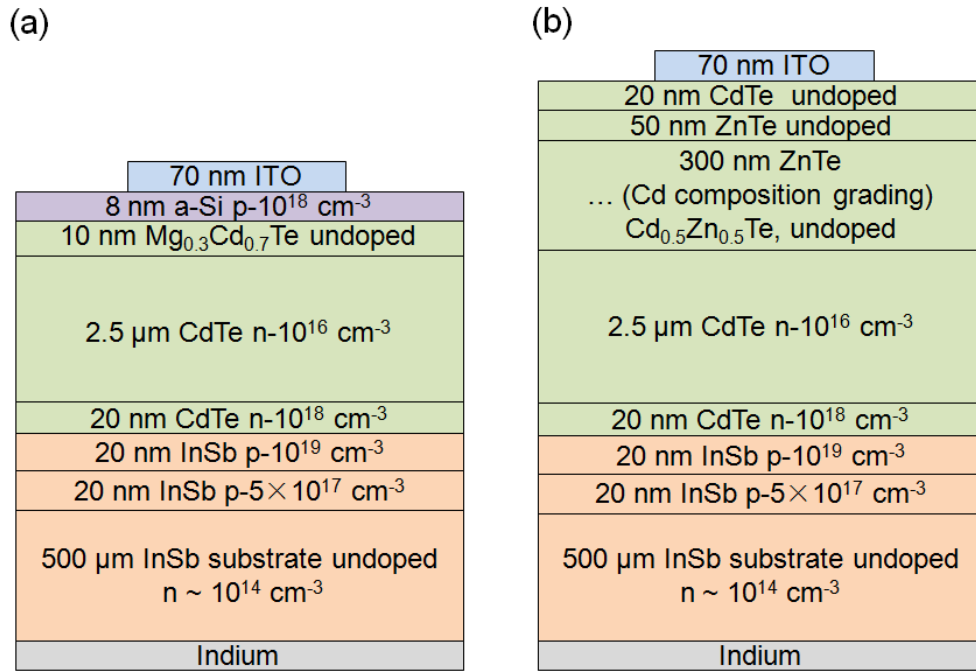 (a)
70 nm ITO
8 nm a-Si p-10¹⁸ cm⁻³
10 nm Mg₀.₃Cd₀.₇Te undoped
2.5 µm CdTe n-10¹⁶ cm⁻³
20 nm CdTe n-10¹⁸ cm⁻³
20 nm InSb p-10¹⁹ cm⁻³
20 nm InSb p-5×10¹⁷ cm⁻³
500 µm InSb substrate undoped
n ~ 10¹⁴ cm⁻³
Indium
(b)
70 nm ITO
20 nm CdTe undoped
50 nm ZnTe undoped
300 nm ZnTe
... (Cd composition grading)
Cd₀.₅Zn₀.₅Te, undoped
2.5 µm CdTe n-10¹⁶ cm⁻³
20 nm CdTe n-10¹⁸ cm⁻³
20 nm InSb p-10¹⁹ cm⁻³
20 nm InSb p-5×10¹⁷ cm⁻³
500 µm InSb substrate undoped
n ~ 10¹⁴ cm⁻³
Indium